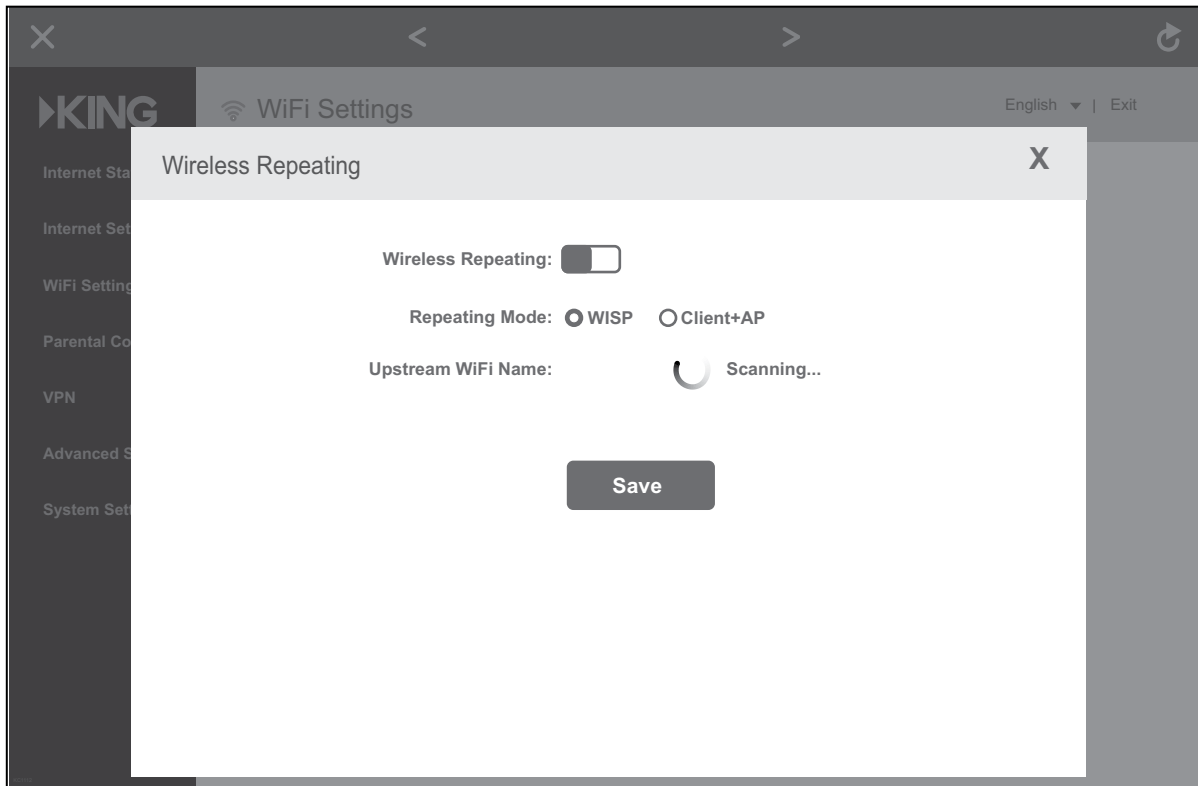 X < >
KING
WiFi Settings
English ▼ | Exit
Wireless Repeating
X
Internet Sta
Internet Set
WiFi Setting
Parental Co
VPN
Advanced S
System Sett
Wireless Repeating:
Repeating Mode: WISP Client+AP
Upstream WiFi Name: Scanning...
Save